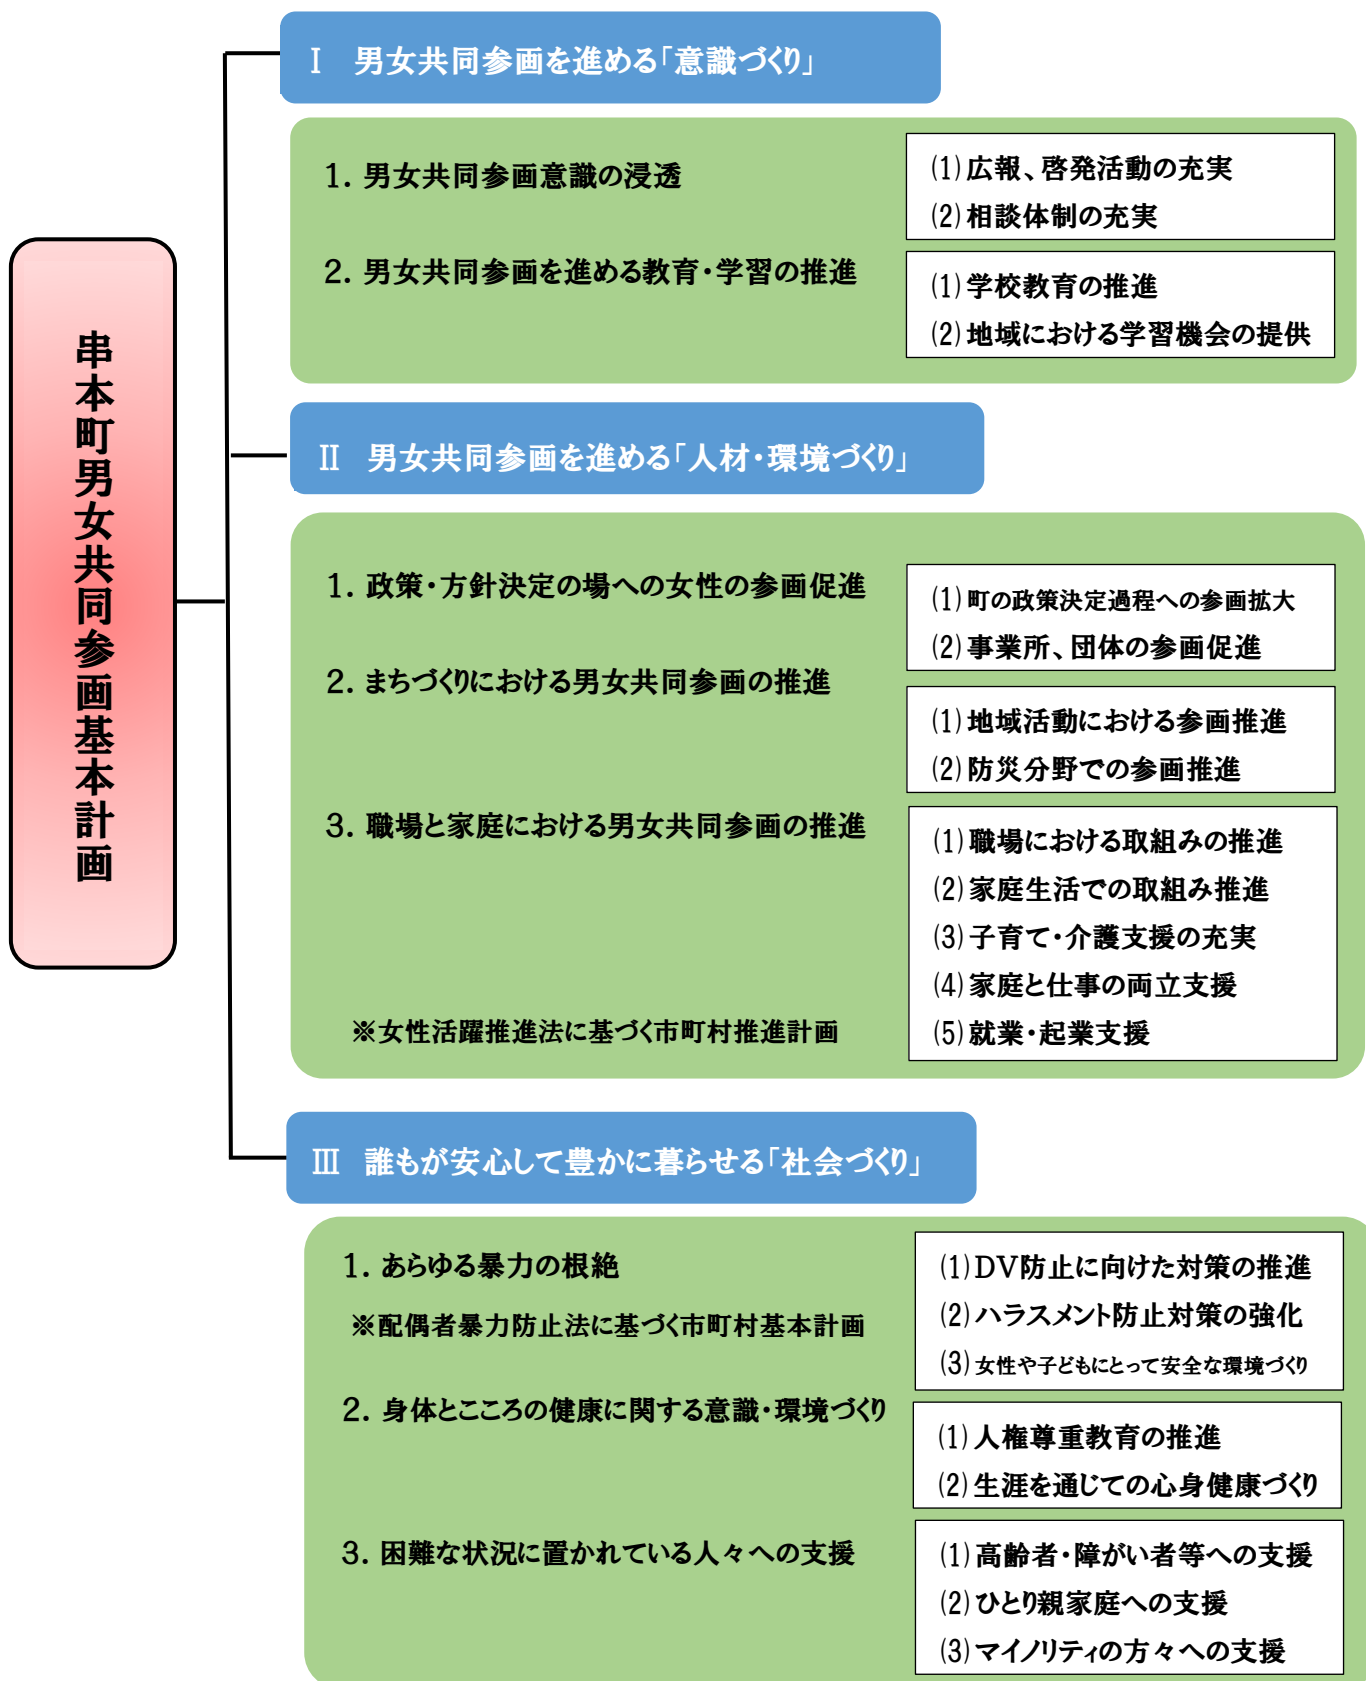 串本町男女共同参画基本計画
Ⅰ 男女共同参画を進める「意識づくり」
1. 男女共同参画意識の浸透
(1) 広報、啓発活動の充実
(2) 相談体制の充実
2. 男女共同参画を進める教育・学習の推進
(1) 学校教育の推進
(2) 地域における学習機会の提供
Ⅱ 男女共同参画を進める「人材・環境づくり」
1. 政策・方針決定の場への女性の参画促進
(1) 町の政策決定過程への参画拡大
(2) 事業所、団体の参画促進
2. まちづくりにおける男女共同参画の推進
(1) 地域活動における参画推進
(2) 防災分野での参画推進
3. 職場と家庭における男女共同参画の推進
(1) 職場における取組みの推進
(2) 家庭生活での取組み推進
(3) 子育て・介護支援の充実
(4) 家庭と仕事の両立支援
(5) 就業・起業支援
※女性活躍推進法に基づく市町村推進計画
Ⅲ 誰もが安心して豊かに暮らせる「社会づくり」
1. あらゆる暴力の根絶
※配偶者暴力防止法に基づく市町村基本計画
(1) DV防止に向けた対策の推進
(2) ハラスメント防止対策の強化
(3) 女性や子どもにとって安全な環境づくり
2. 身体とこころの健康に関する意識・環境づくり
(1) 人権尊重教育の推進
(2) 生涯を通じての心身健康づくり
3. 困難な状況に置かれている人々への支援
(1) 高齢者・障がい者等への支援
(2) ひとり親家庭への支援
(3) マイノリティの方々への支援